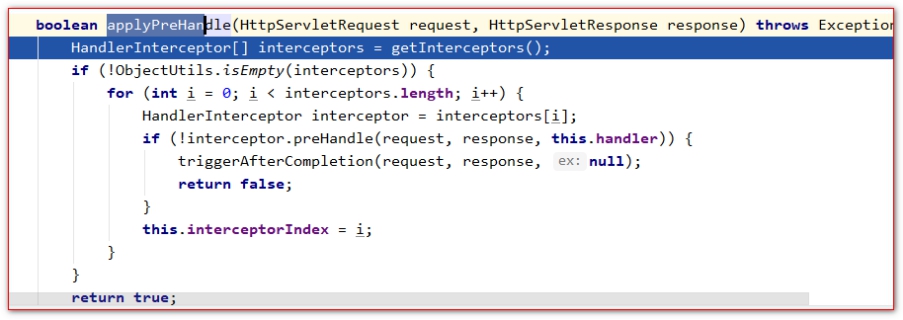 boolean applyPreHandle(HttpServletRequest request, HttpServletResponse response) throws Exception
    HandlerInterceptor[] interceptors = getInterceptors();
    if (!ObjectUtils.isEmpty(interceptors)) {
        for (int i = 0; i < interceptors.length; i++) {
            HandlerInterceptor interceptor = interceptors[i];
            if (!interceptor.preHandle(request, response, this.handler)) {
                triggerAfterCompletion(request, response, ex: null);
                return false;
            }
            this.interceptorIndex = i;
        }
    }
    return true;